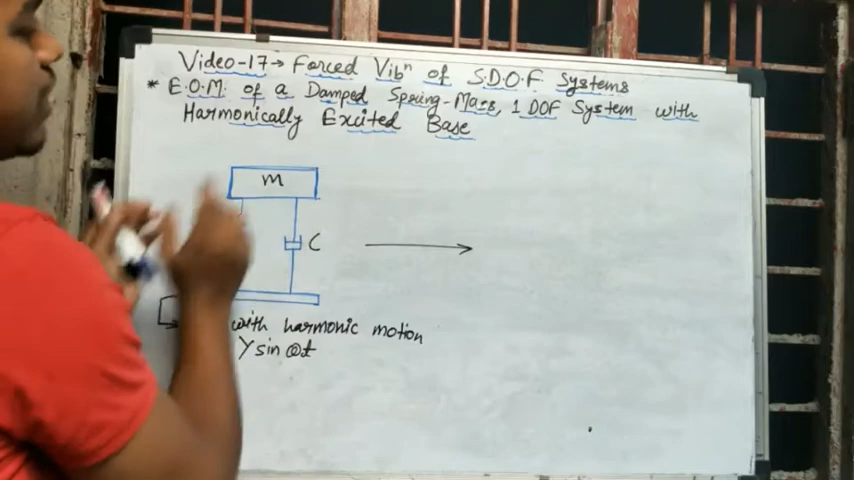 Video-17→ Forced Vibⁿ of S.D.O.F. Systems
* E.O.M. of a Damped Spring-Mass, 1 DOF System with
Harmonically Excited Base
m
C
with harmonic motion
Y sin ωt